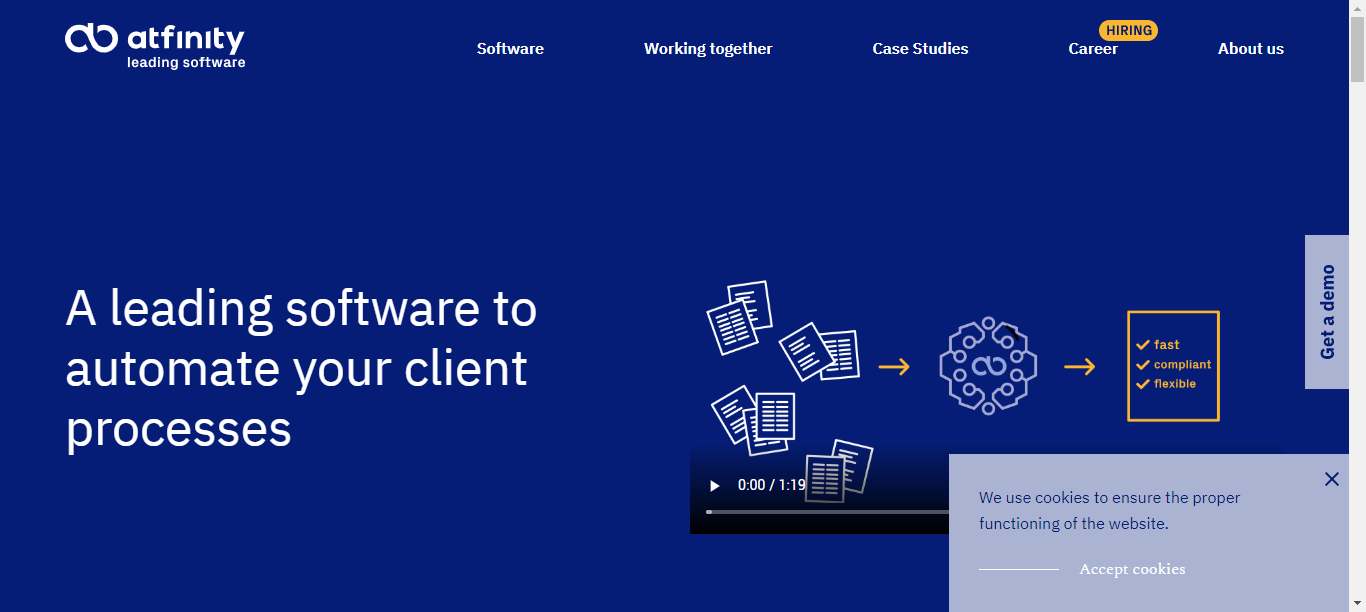 atfinity
leading software
Software
Working together
Case Studies
HIRING
Career
About us
A leading software to
automate your client
processes
fast
compliant
flexible
Get a demo
0:00 / 1:19
We use cookies to ensure the proper
functioning of the website.
Accept cookies